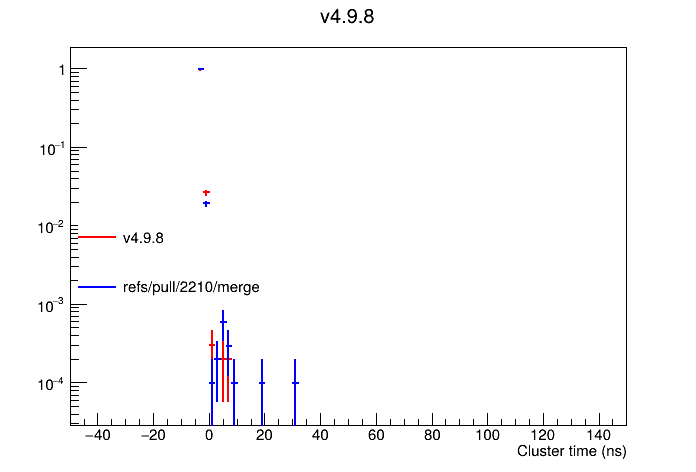 v4.9.8
1
10⁻¹
10⁻²
v4.9.8
refs/pull/2210/merge
10⁻³
10⁻⁴
−40 −20 0 20 40 60 80 100 120 140
Cluster time (ns)